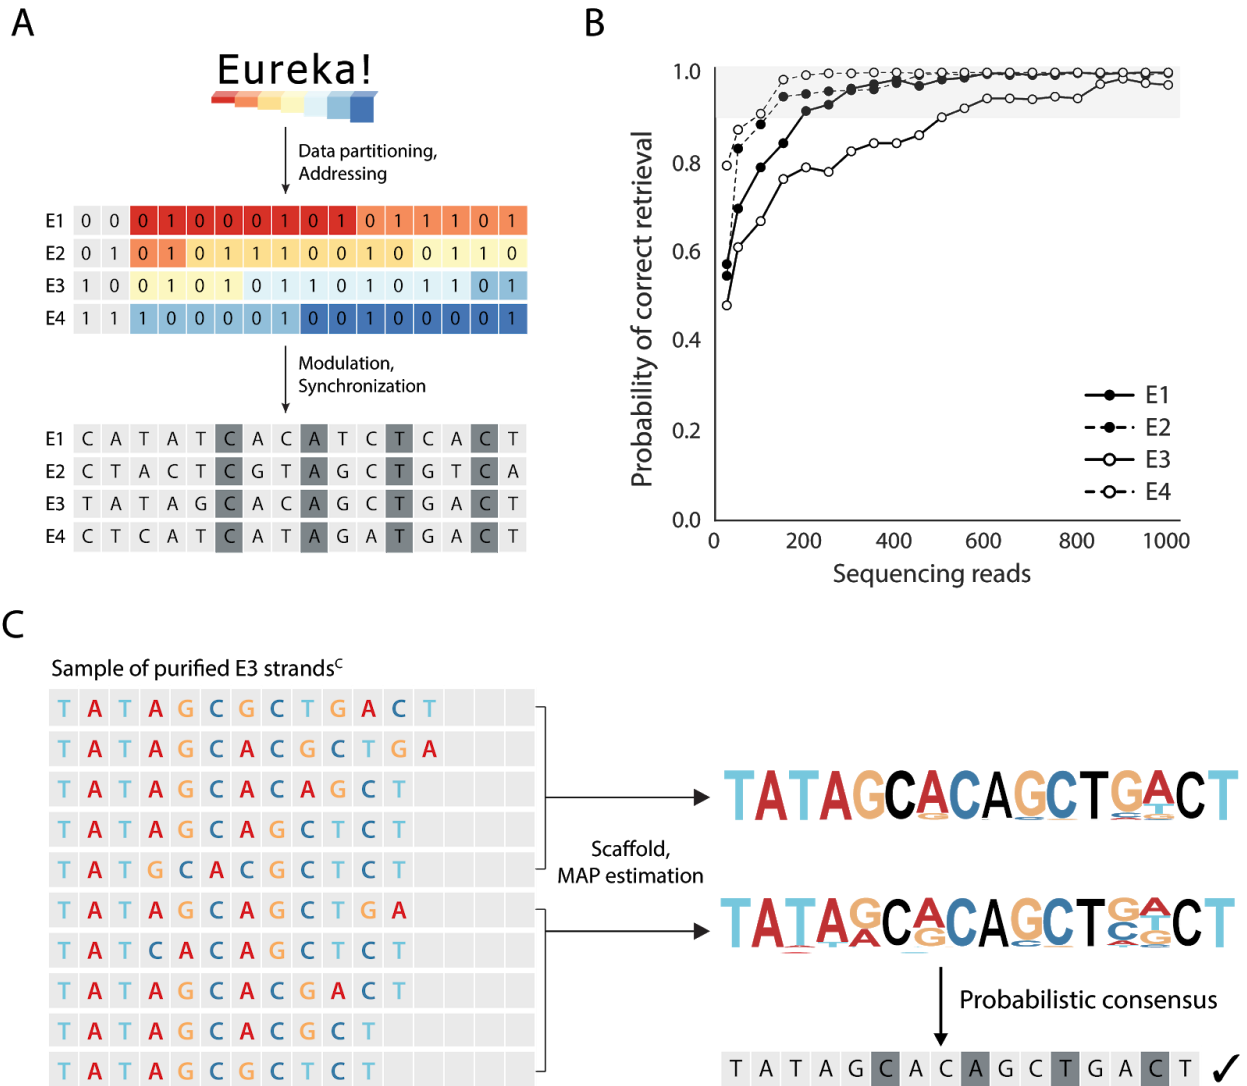 A
Eureka!
Data partitioning,
Addressing
E1 0 0 0 1 0 0 0 1 0 1 0 1 1 1 0 1
E2 0 1 0 1 0 1 1 1 0 0 1 0 0 1 1 0
E3 1 0 0 1 0 1 0 1 1 0 1 0 1 1 0 1
E4 1 1 1 0 0 0 0 1 0 0 1 0 0 0 0 1
Modulation,
Synchronization
E1 C A T A T C A C A T C T C A C T
E2 C T A C T C G T A G C T G T C A
E3 T A T A G C A C A G C T G A C T
E4 C T C A T C A T A G A T G A C T
B
Probability of correct retrieval
1.0
0.8
0.6
0.4
0.2
0.0
0 200 400 600 800 1000
Sequencing reads
E1
E2
E3
E4
C
Sample of purified E3 strandsC
T A T A G C G C T G A C T
T A T A G C A C G C T G A
T A T A G C A C A G C T
T A T A G C A G C T C T
T A T G C A C G C T C T
T A T A G C A G C T G A
T A T C A C A G C T C T
T A T A G C A C G A C T
T A T A G C A C G C T
T A T A G C G C T C T
Scaffold,
MAP estimation
TATAGCACAGCTGACT
TATAGCACAGCTGACT
Probabilistic consensus
T A T A G C A C A G C T G A C T ✓